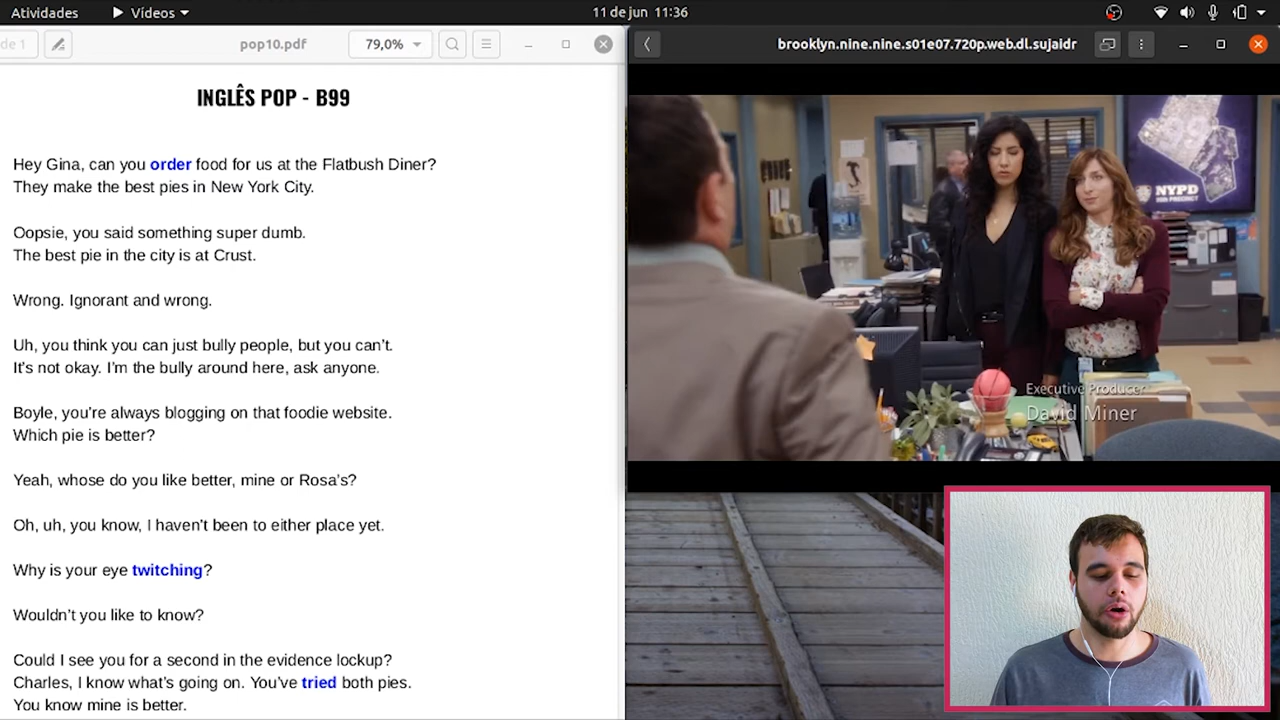 Atividades
Vídeos
11 de jun 11:36
de 1
pop10.pdf
79,0%
brooklyn.nine.nine.s01e07.720p.web.dl.sujaidr
INGLÊS POP - B99
Hey Gina, can you order food for us at the Flatbush Diner?
They make the best pies in New York City.
Oopsie, you said something super dumb.
The best pie in the city is at Crust.
Wrong. Ignorant and wrong.
Uh, you think you can just bully people, but you can't.
It's not okay. I'm the bully around here, ask anyone.
Boyle, you're always blogging on that foodie website.
Which pie is better?
Yeah, whose do you like better, mine or Rosa's?
Oh, uh, you know, I haven't been to either place yet.
Why is your eye twitching?
Wouldn't you like to know?
Could I see you for a second in the evidence lockup?
Charles, I know what's going on. You've tried both pies.
You know mine is better.
NYPD
99th PRECINCT
Executive Producer
David Miner